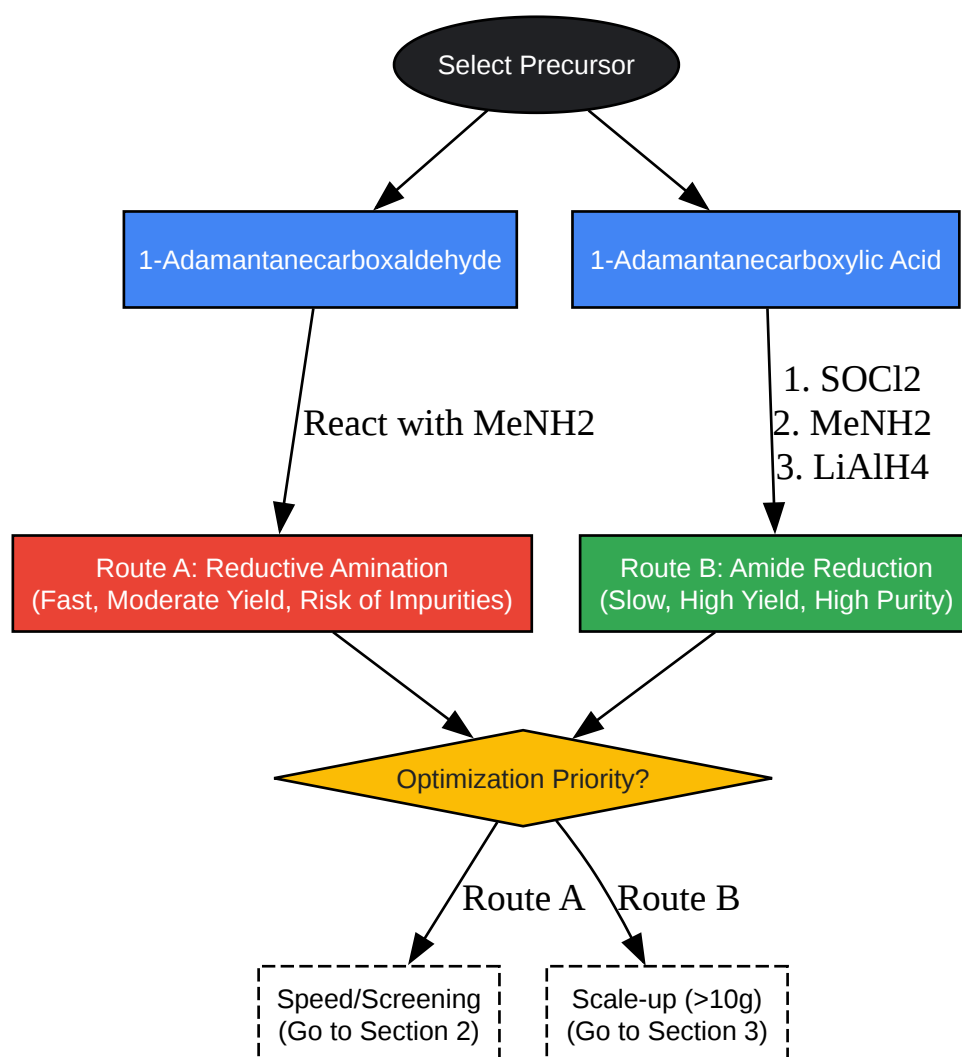 Select Precursor
1-Adamantanecarboxaldehyde
1-Adamantanecarboxylic Acid
React with MeNH2
1. SOCl2
2. MeNH2
3. LiAlH4
Route A: Reductive Amination
(Fast, Moderate Yield, Risk of Impurities)
Route B: Amide Reduction
(Slow, High Yield, High Purity)
Optimization Priority?
Route A
Route B
Speed/Screening
(Go to Section 2)
Scale-up (>10g)
(Go to Section 3)